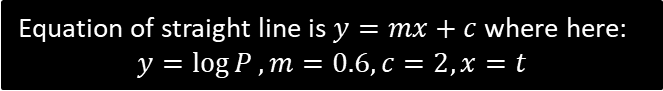 Equation of straight line is y = mx + c where here:
y = log P , m = 0.6, c = 2, x = t